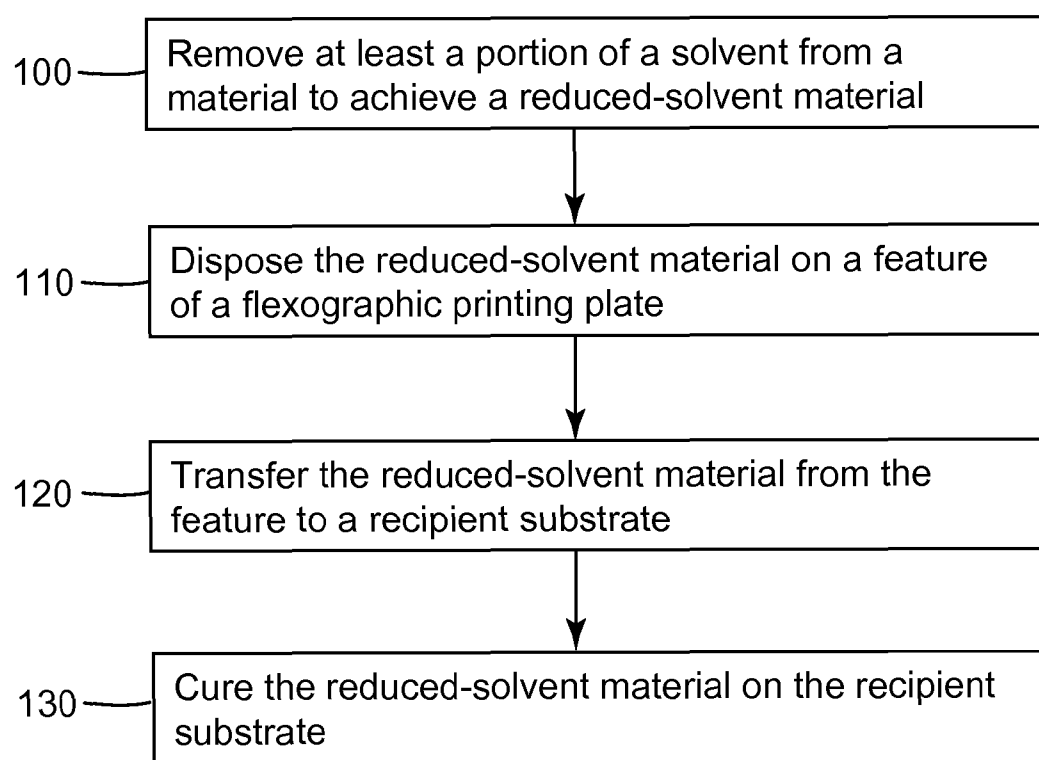 100
Remove at least a portion of a solvent from a
material to achieve a reduced-solvent material
110
Dispose the reduced-solvent material on a feature
of a flexographic printing plate
120
Transfer the reduced-solvent material from the
feature to a recipient substrate
130
Cure the reduced-solvent material on the recipient
substrate